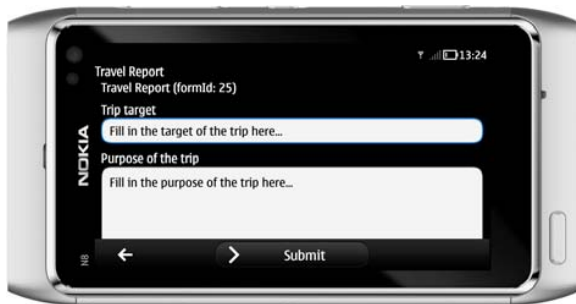 13:24
Travel Report
Travel Report (formId: 25)
Trip target
Fill in the target of the trip here...
Purpose of the trip
Fill in the purpose of the trip here...
Submit
NOKIA
N8